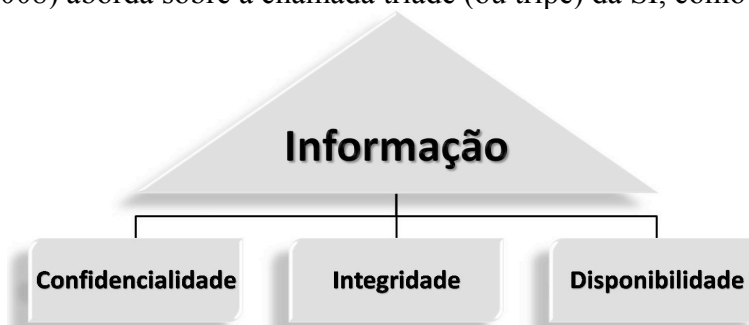 008) aborda sobre a chamada tríade (ou tripé) da SI, como
Informação
Confidencialidade Integridade Disponibilidade